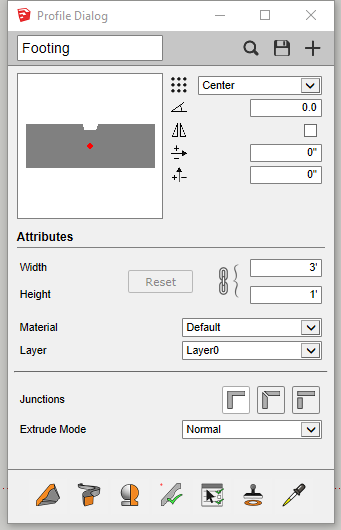 Profile Dialog
Footing
Center
0.0
0"
0"
Attributes
Width 3'
Reset
Height 1'
Material Default
Layer Layer0
Junctions
Extrude Mode Normal